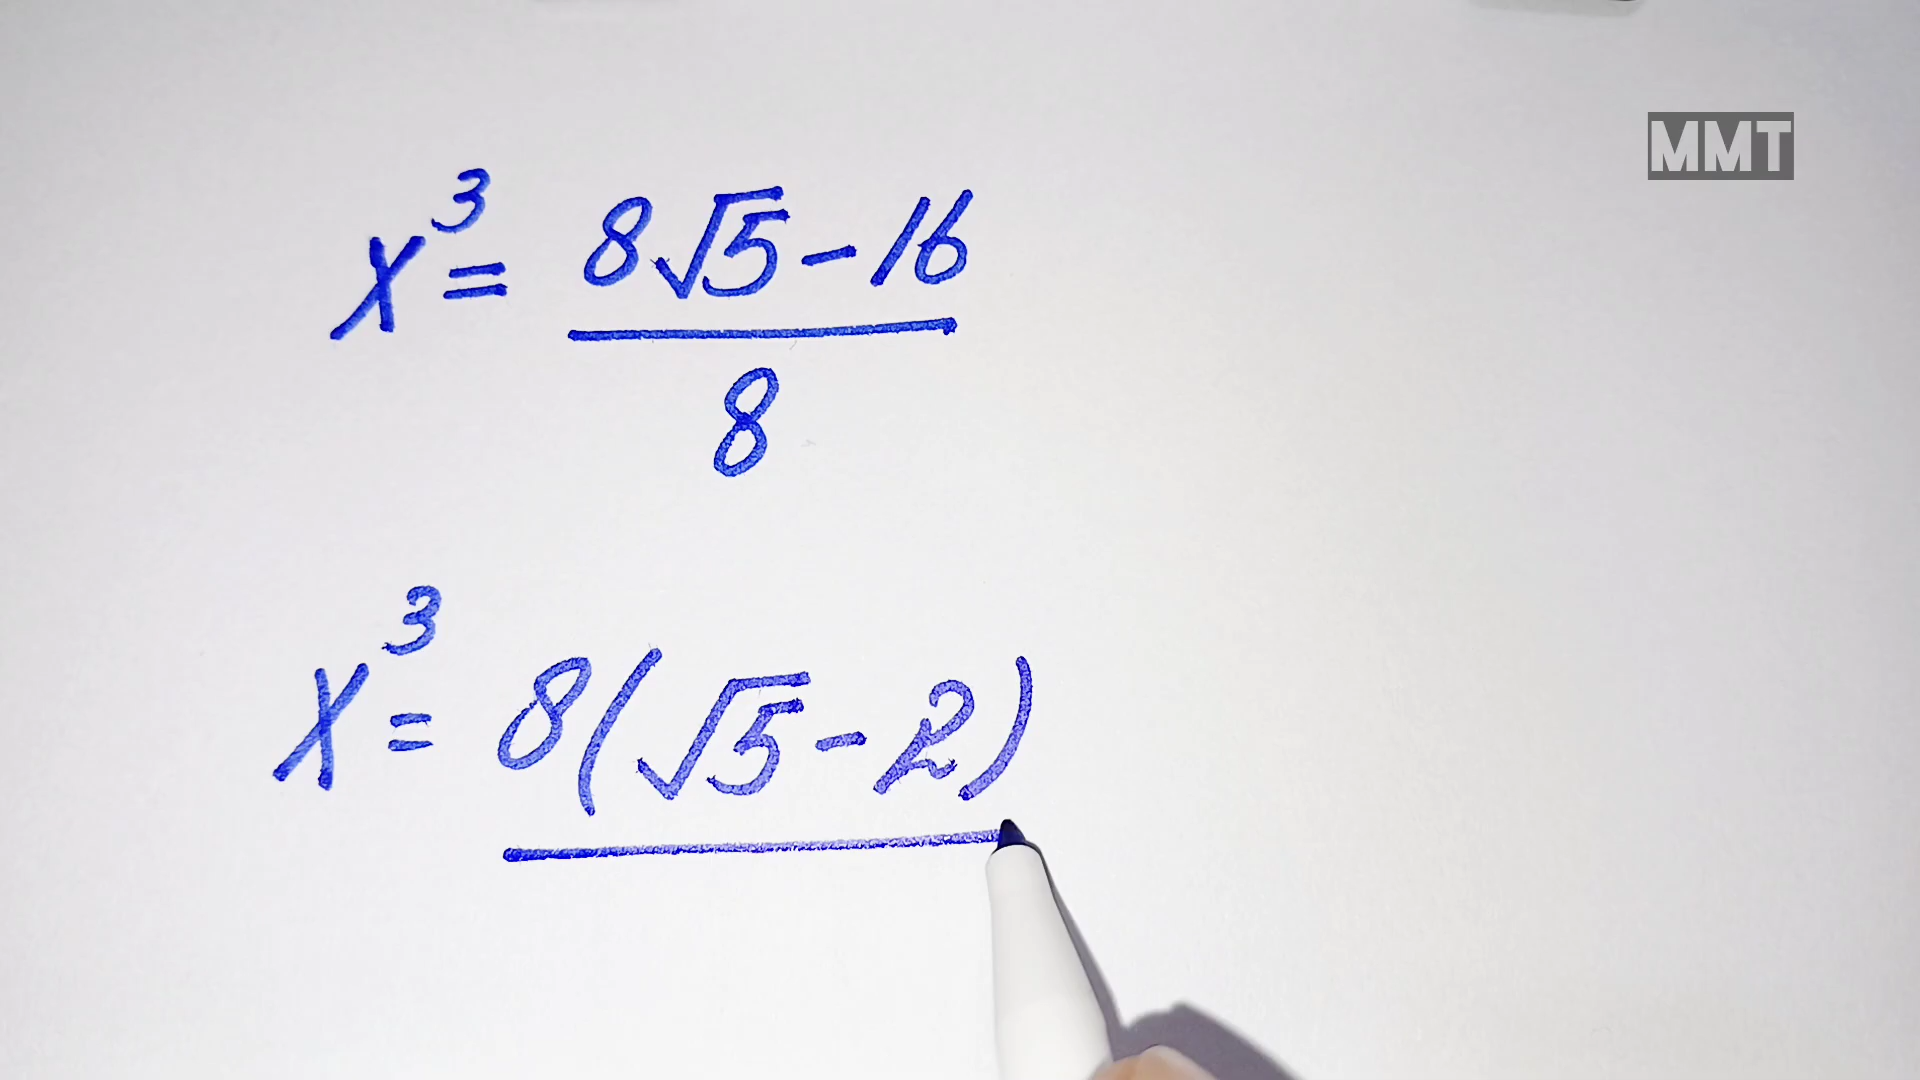 MMT
x³ = 8√5 - 16
8
x³ = 8(√5 - 2)